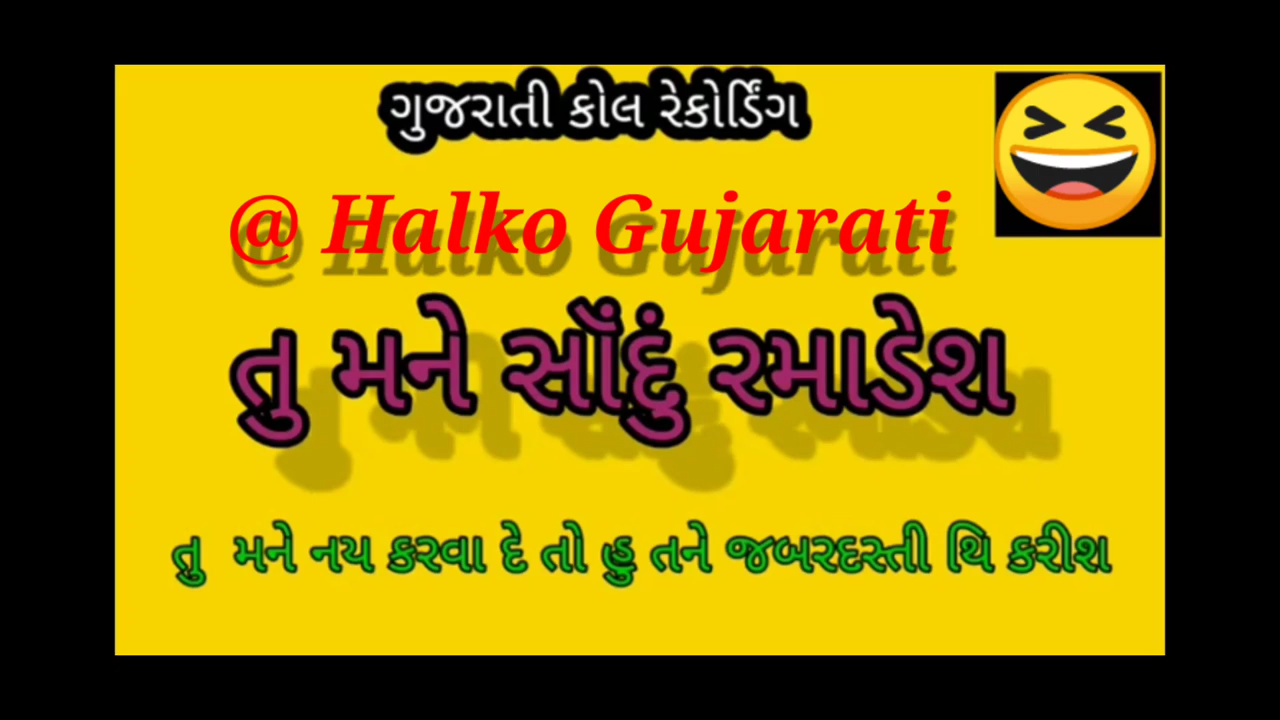 ગુજરાતી કોલ રેકોર્ડિંગ
@ Halko Gujarati
તુ મને સૉંદું રમાડેશ
તુ મને નય કરવા દે તો હુ તને જબરદસ્તી થિ કરીશ